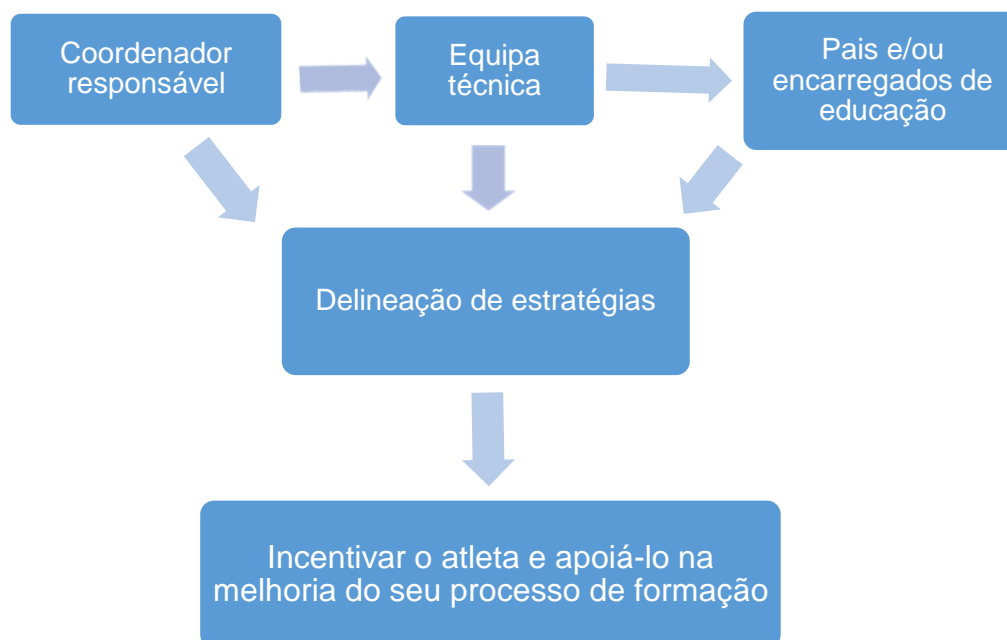 Coordenador
responsável
Equipa
técnica
Pais e/ou
encarregados de
educação
Delineação de estratégias
Incentivar o atleta e apoiá-lo na
melhoria do seu processo de formação